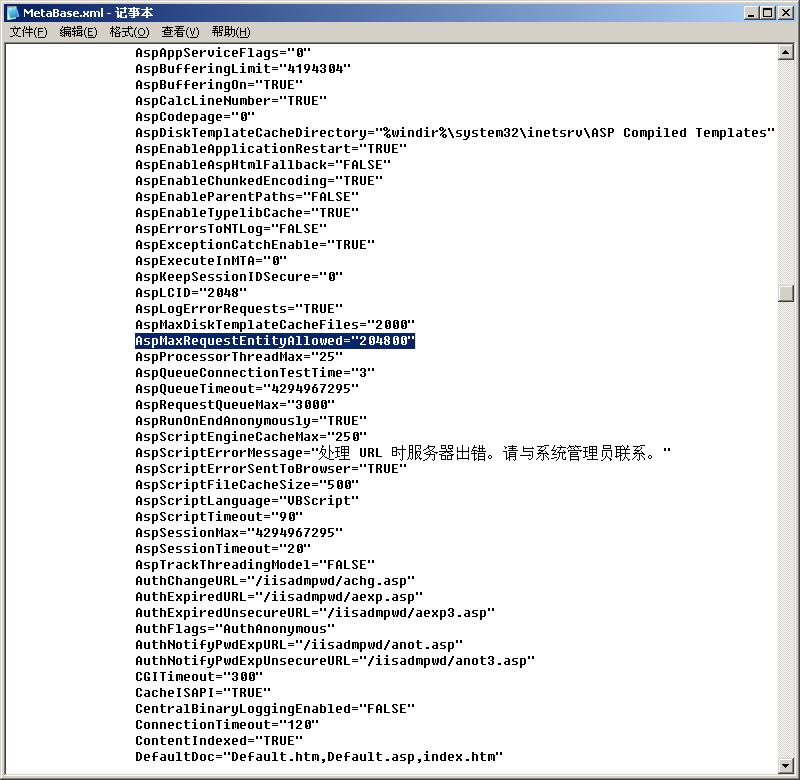 MetaBase.xml - 记事本
文件(F) 编辑(E) 格式(O) 查看(V) 帮助(H)
AspAppServiceFlags="0"
AspBufferingLimit="4194304"
AspBufferingOn="TRUE"
AspCalcLineNumber="TRUE"
AspCodepage="0"
AspDiskTemplateCacheDirectory="%windir%\system32\inetsrv\ASP Compiled Templates"
AspEnableApplicationRestart="TRUE"
AspEnableAspHtmlFallback="FALSE"
AspEnableChunkedEncoding="TRUE"
AspEnableParentPaths="FALSE"
AspEnableTypelibCache="TRUE"
AspErrorsToNTLog="FALSE"
AspExceptionCatchEnable="TRUE"
AspExecuteInMTA="0"
AspKeepSessionIDSecure="0"
AspLCID="2048"
AspLogErrorRequests="TRUE"
AspMaxDiskTemplateCacheFiles="2000"
AspMaxRequestEntityAllowed="204800"
AspProcessorThreadMax="25"
AspQueueConnectionTestTime="3"
AspQueueTimeout="4294967295"
AspRequestQueueMax="3000"
AspRunOnEndAnonymously="TRUE"
AspScriptEngineCacheMax="250"
AspScriptErrorMessage="处理 URL 时服务器出错。请与系统管理员联系。"
AspScriptErrorSentToBrowser="TRUE"
AspScriptFileCacheSize="500"
AspScriptLanguage="VBScript"
AspScriptTimeout="90"
AspSessionMax="4294967295"
AspSessionTimeout="20"
AspTrackThreadingModel="FALSE"
AuthChangeURL="/iisadmpwd/achg.asp"
AuthExpiredURL="/iisadmpwd/aexp.asp"
AuthExpiredUnsecureURL="/iisadmpwd/aexp3.asp"
AuthFlags="AuthAnonymous"
AuthNotifyPwdExpURL="/iisadmpwd/anot.asp"
AuthNotifyPwdExpUnsecureURL="/iisadmpwd/anot3.asp"
CGITimeout="300"
CacheISAPI="TRUE"
CentralBinaryLoggingEnabled="FALSE"
ConnectionTimeout="120"
ContentIndexed="TRUE"
DefaultDoc="Default.htm,Default.asp,index.htm"